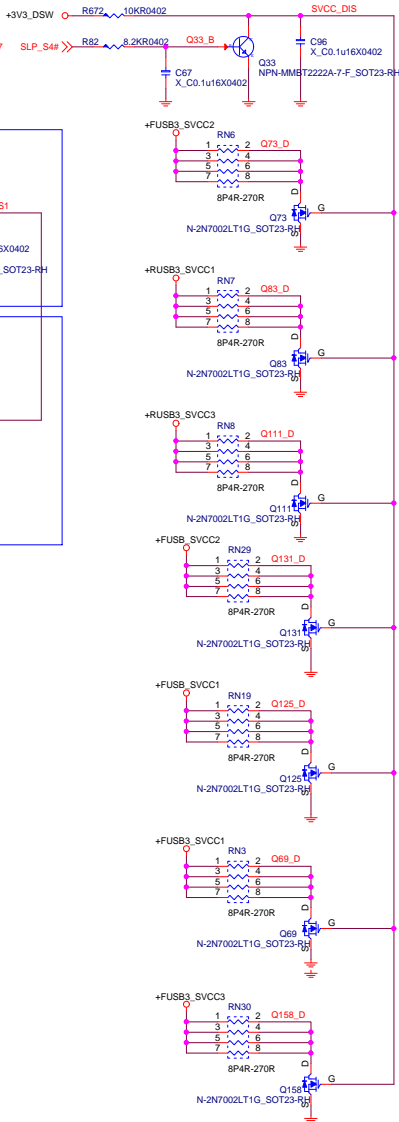 +3V3_DSW R672 10KR0402 SVCC_DIS
7 SLP_S4# R82 8.2KR0402 Q33_B
C96
X_C0.1u16X0402
C67
X_C0.1u16X0402
Q33
NPN-MMBT2222A-7-F_SOT23-RH
+FUSB3_SVCC2
RN6
1 2 Q73_D
3 4
5 6
7 8
8P4R-270R
D
S1
Q73 G
N-2N7002LT1G_SOT23-RH
S
6X0402
_SOT23-RH
+RUSB3_SVCC1
RN7
1 2 Q83_D
3 4
5 6
7 8
8P4R-270R
D
Q83 G
N-2N7002LT1G_SOT23-RH
S
+RUSB3_SVCC3
RN8
1 2 Q111_D
3 4
5 6
7 8
8P4R-270R
D
Q111 G
N-2N7002LT1G_SOT23-RH
S
+FUSB_SVCC2
RN29
1 2 Q131_D
3 4
5 6
7 8
8P4R-270R
D
Q131 G
N-2N7002LT1G_SOT23-RH
S
+FUSB_SVCC1
RN19
1 2 Q125_D
3 4
5 6
7 8
8P4R-270R
D
Q125 G
N-2N7002LT1G_SOT23-RH
S
+FUSB3_SVCC1
RN3
1 2 Q69_D
3 4
5 6
7 8
8P4R-270R
D
Q69 G
N-2N7002LT1G_SOT23-RH
S
+FUSB3_SVCC3
RN30
1 2 Q158_D
3 4
5 6
7 8
8P4R-270R
D
Q158 G
N-2N7002LT1G_SOT23-RH
S